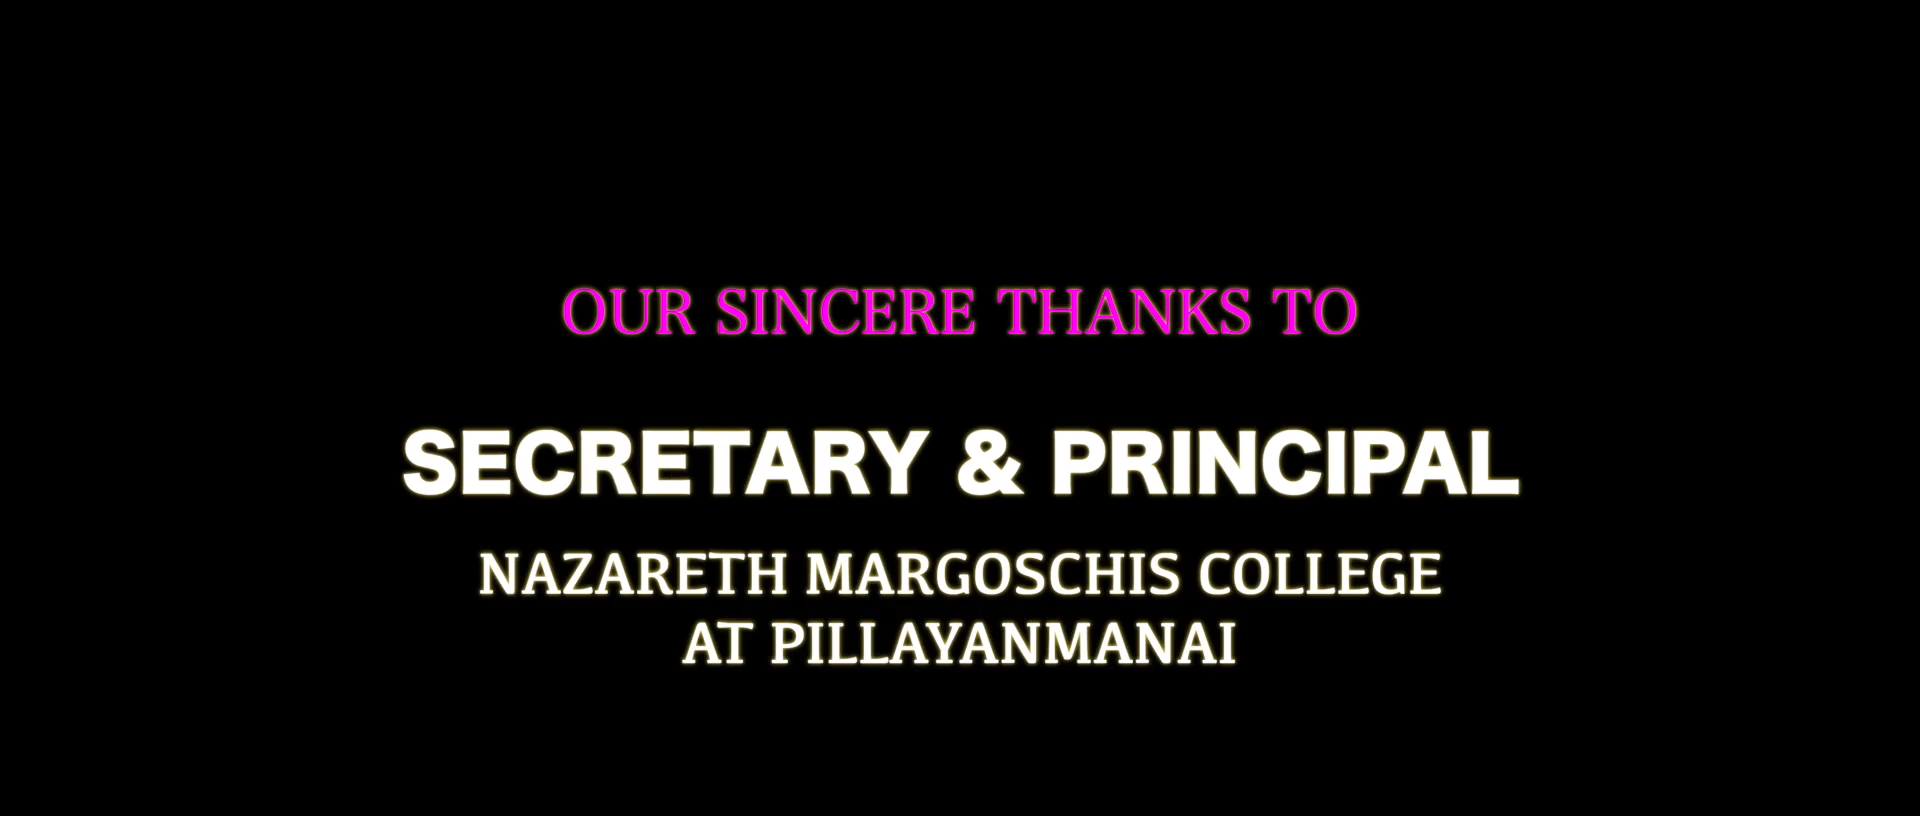 OUR SINCERE THANKS TO
SECRETARY & PRINCIPAL
NAZARETH MARGOSCHIS COLLEGE
AT PILLAYANMANAI